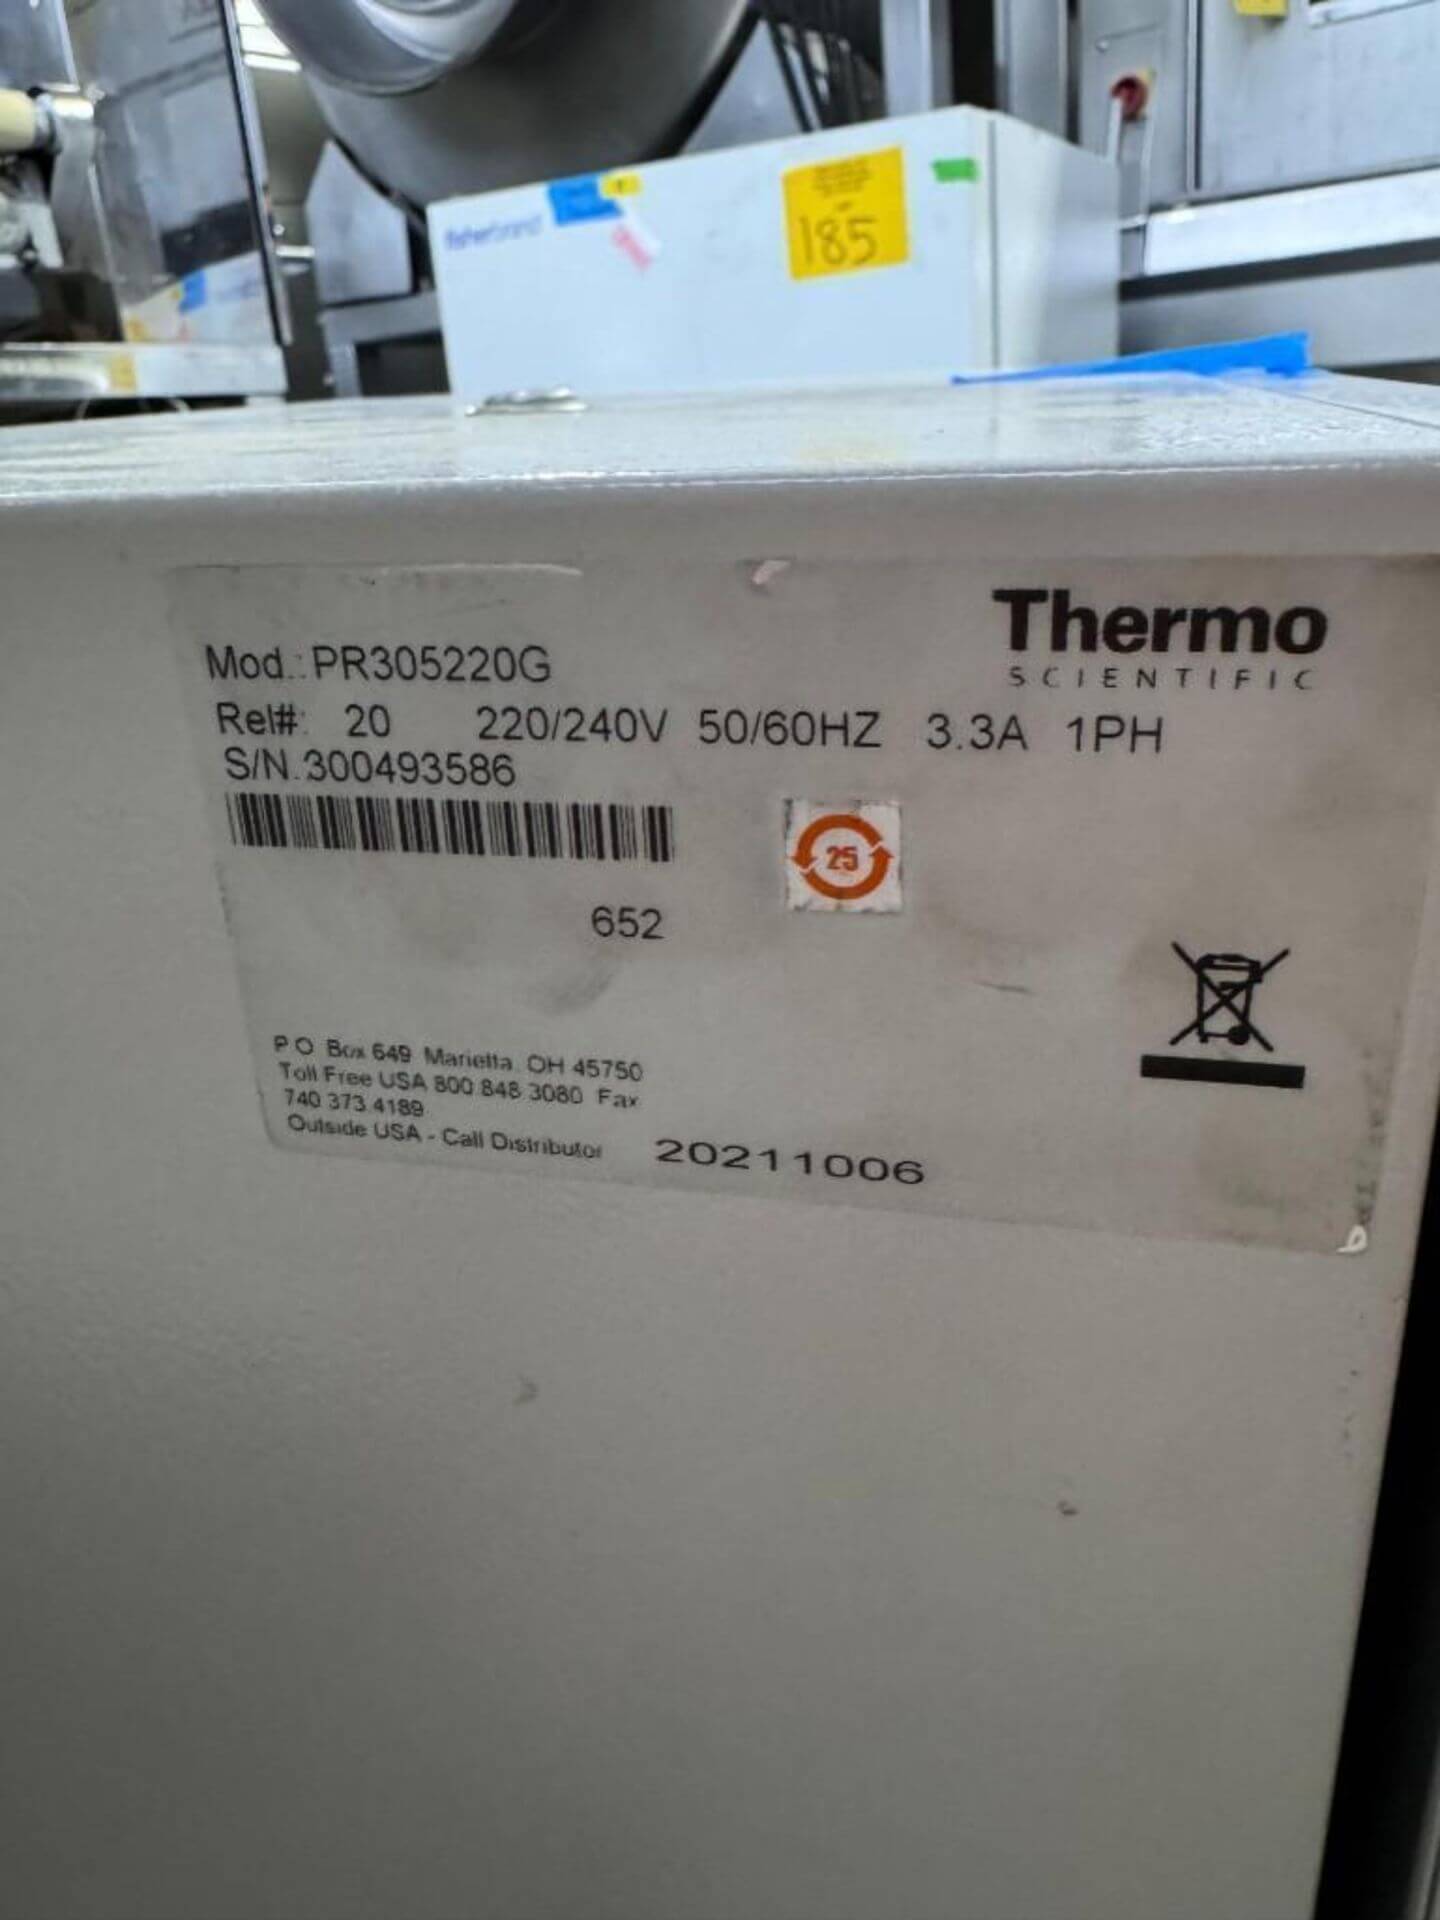 fisherbrand
185
Thermo
SCIENTIFIC
Mod.: PR305220G
Rel#: 20 220/240V 50/60HZ 3.3A 1PH
S/N.300493586
25
652
P O Box 649 Marietta OH 45750
Toll Free USA 800 848 3080 Fax
740 373 4189
Outside USA - Call Distributor
20211006